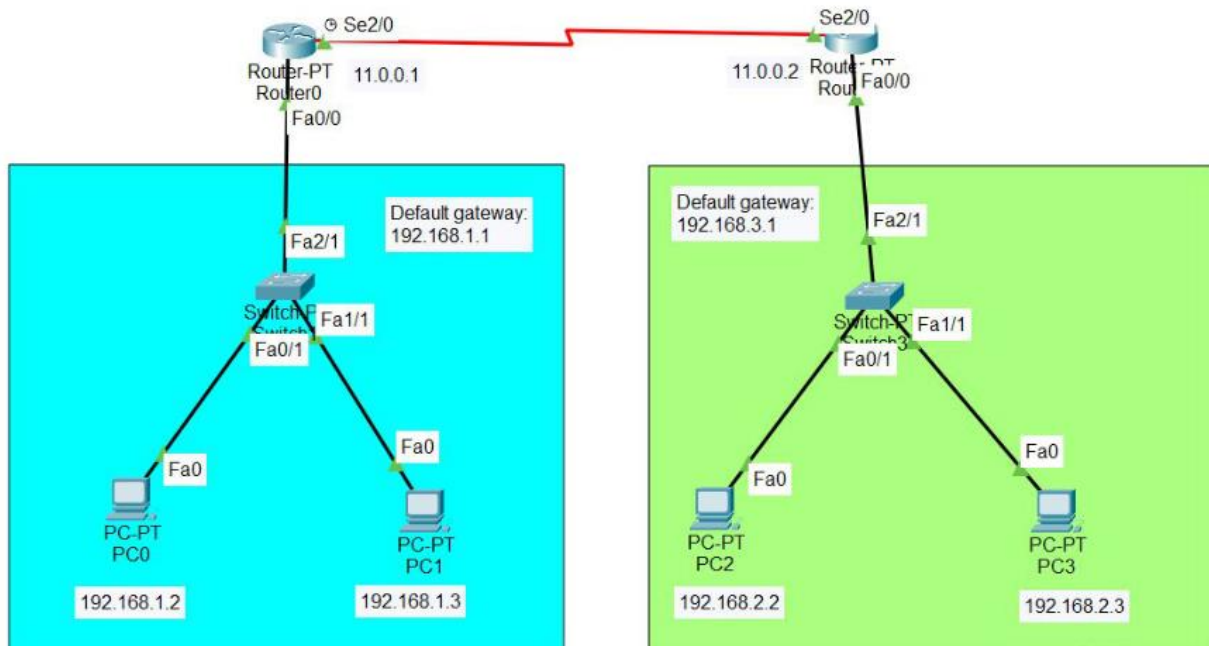 Se2/0
Se2/0
Router-PT
Router0
11.0.0.1
11.0.0.2
Fa0/0
Fa0/0
Default gateway:
192.168.1.1
Default gateway:
192.168.3.1
Fa2/1
Fa2/1
Fa1/1
Fa0/1
Fa1/1
Switch3
Fa0/1
Fa0
Fa0
Fa0
Fa0
PC-PT
PC0
PC-PT
PC1
PC-PT
PC2
PC-PT
PC3
192.168.1.2
192.168.1.3
192.168.2.2
192.168.2.3